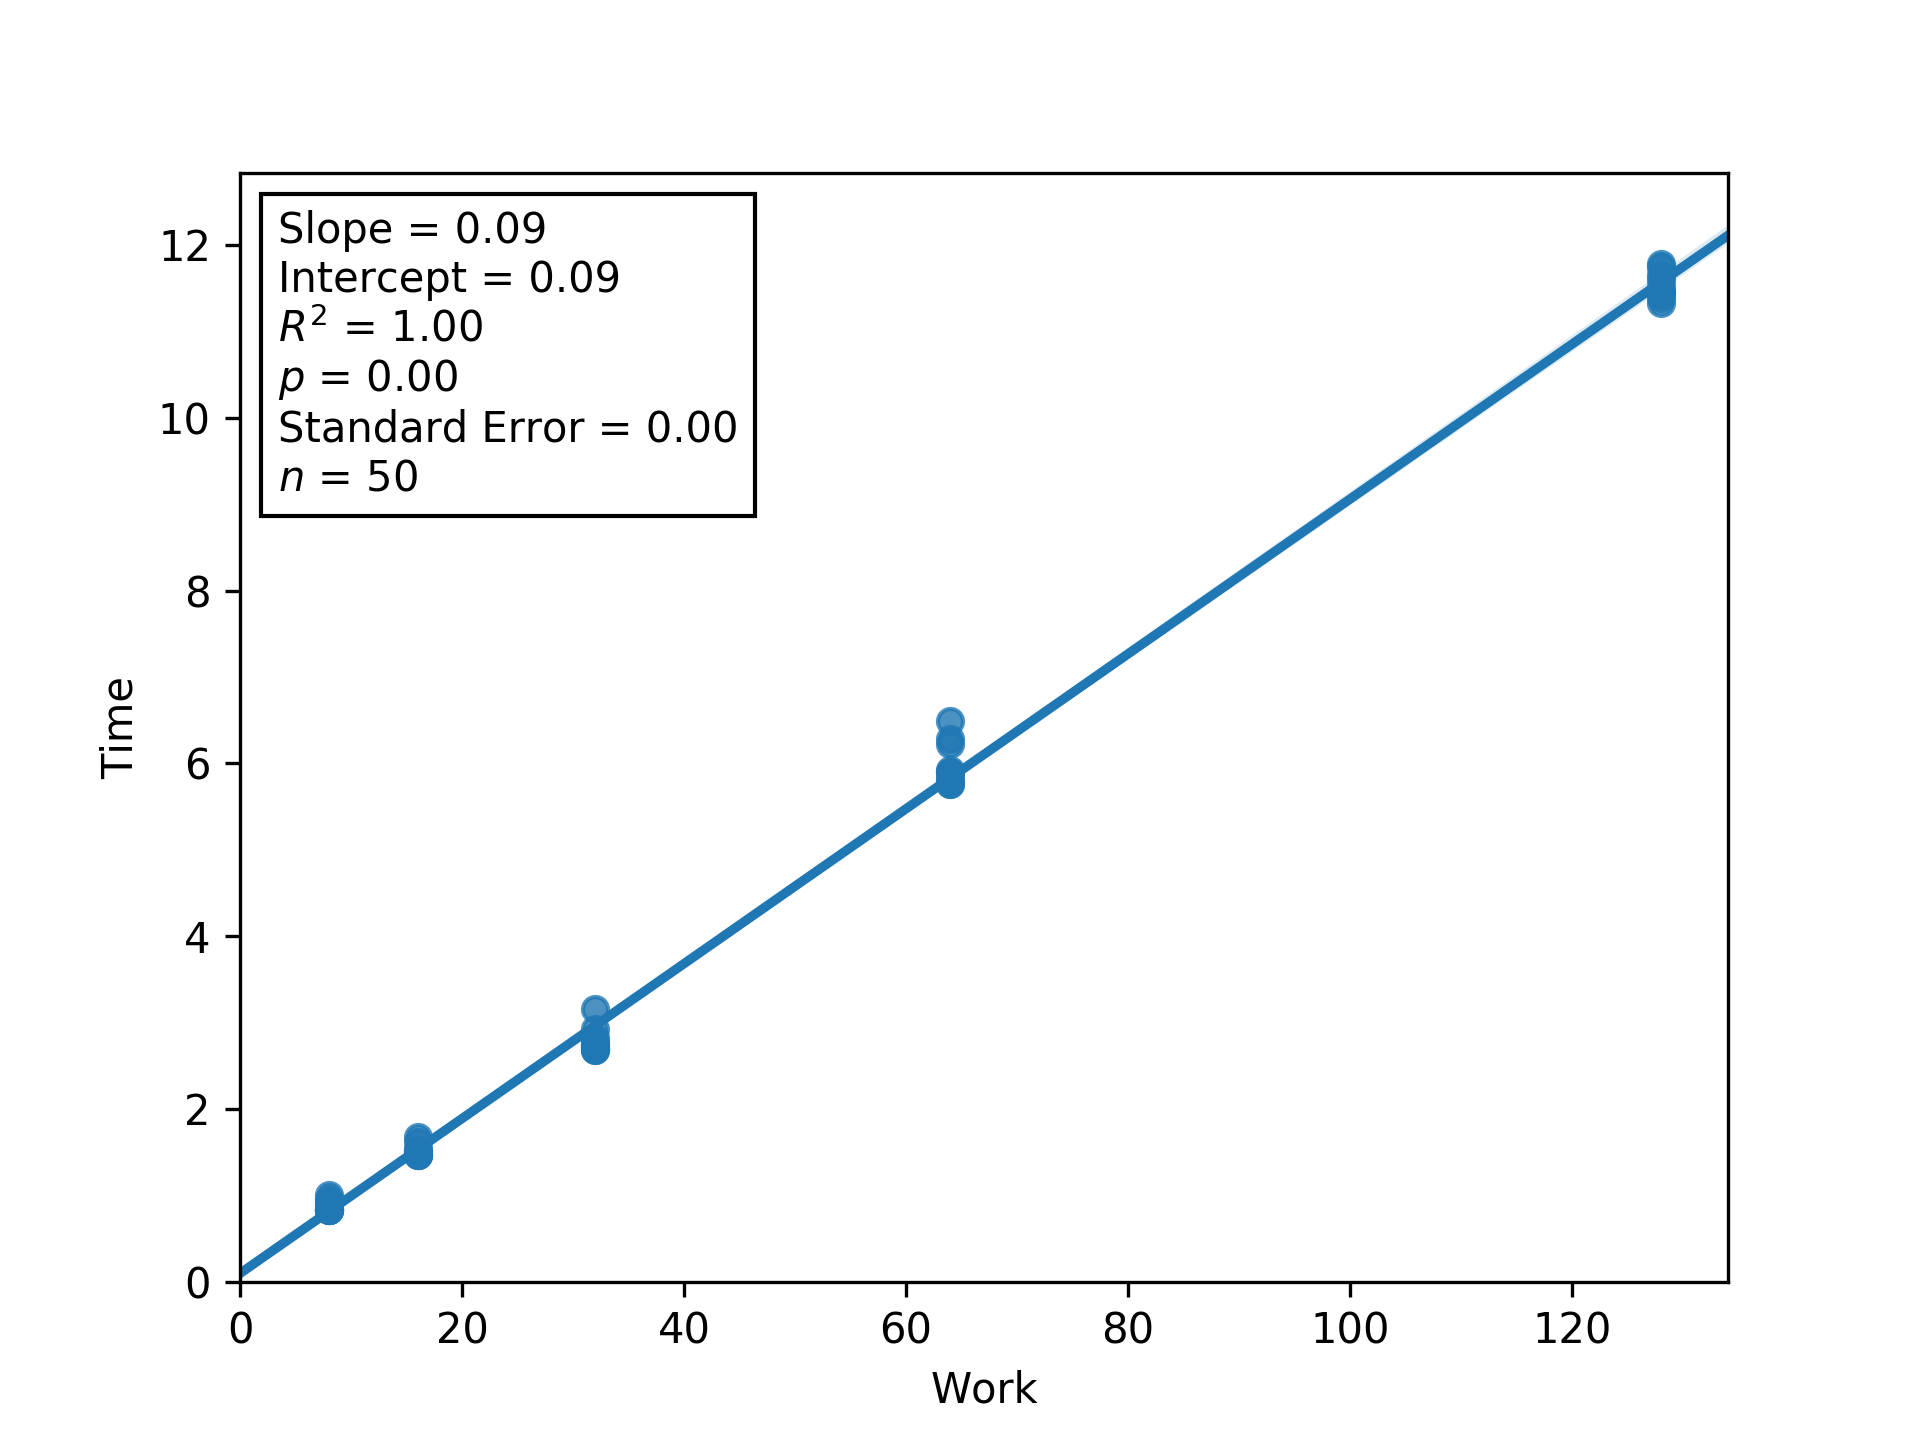 Slope = 0.09
Intercept = 0.09
R² = 1.00
p = 0.00
Standard Error = 0.00
n = 50
12
10
8
6
4
2
0
Time
0 20 40 60 80 100 120
Work